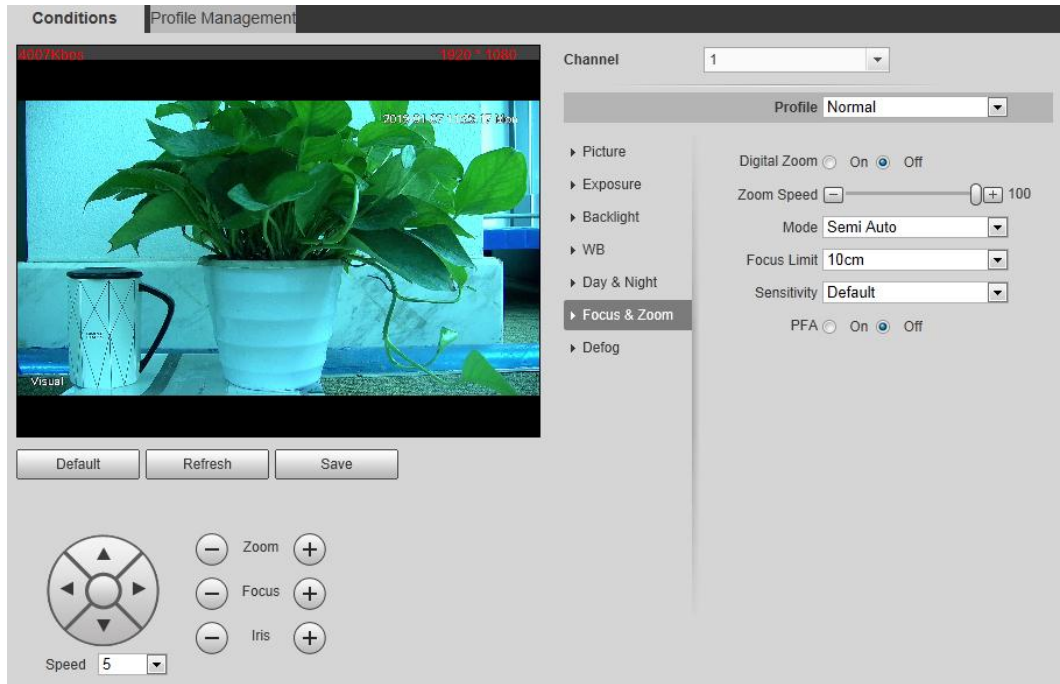 Conditions Profile Management
4007Kbps 1920 * 1080
Visual
Default Refresh Save
Zoom
Focus
Iris
Speed 5
Channel 1
Profile Normal
Picture
Exposure
Backlight
WB
Day & Night
Focus & Zoom
Defog
Digital Zoom On Off
Zoom Speed 100
Mode Semi Auto
Focus Limit 10cm
Sensitivity Default
PFA On Off